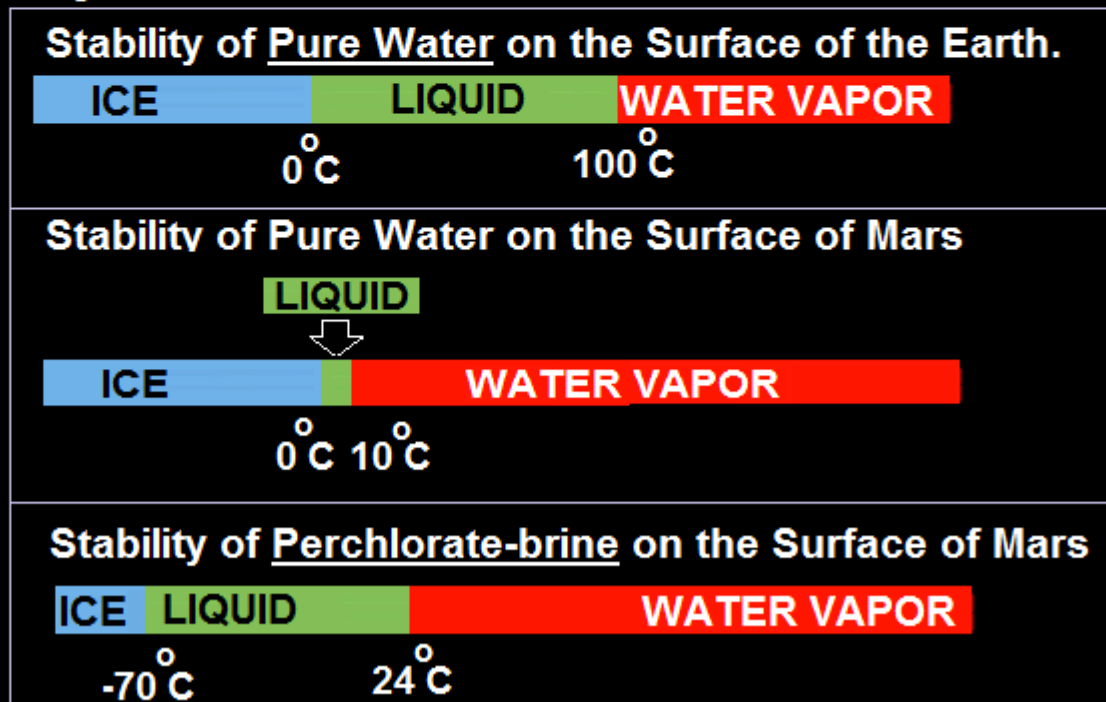 Stability of Pure Water on the Surface of the Earth.
ICE LIQUID WATER VAPOR
0°C 100°C
Stability of Pure Water on the Surface of Mars
LIQUID
ICE WATER VAPOR
0°C 10°C
Stability of Perchlorate-brine on the Surface of Mars
ICE LIQUID WATER VAPOR
-70°C 24°C